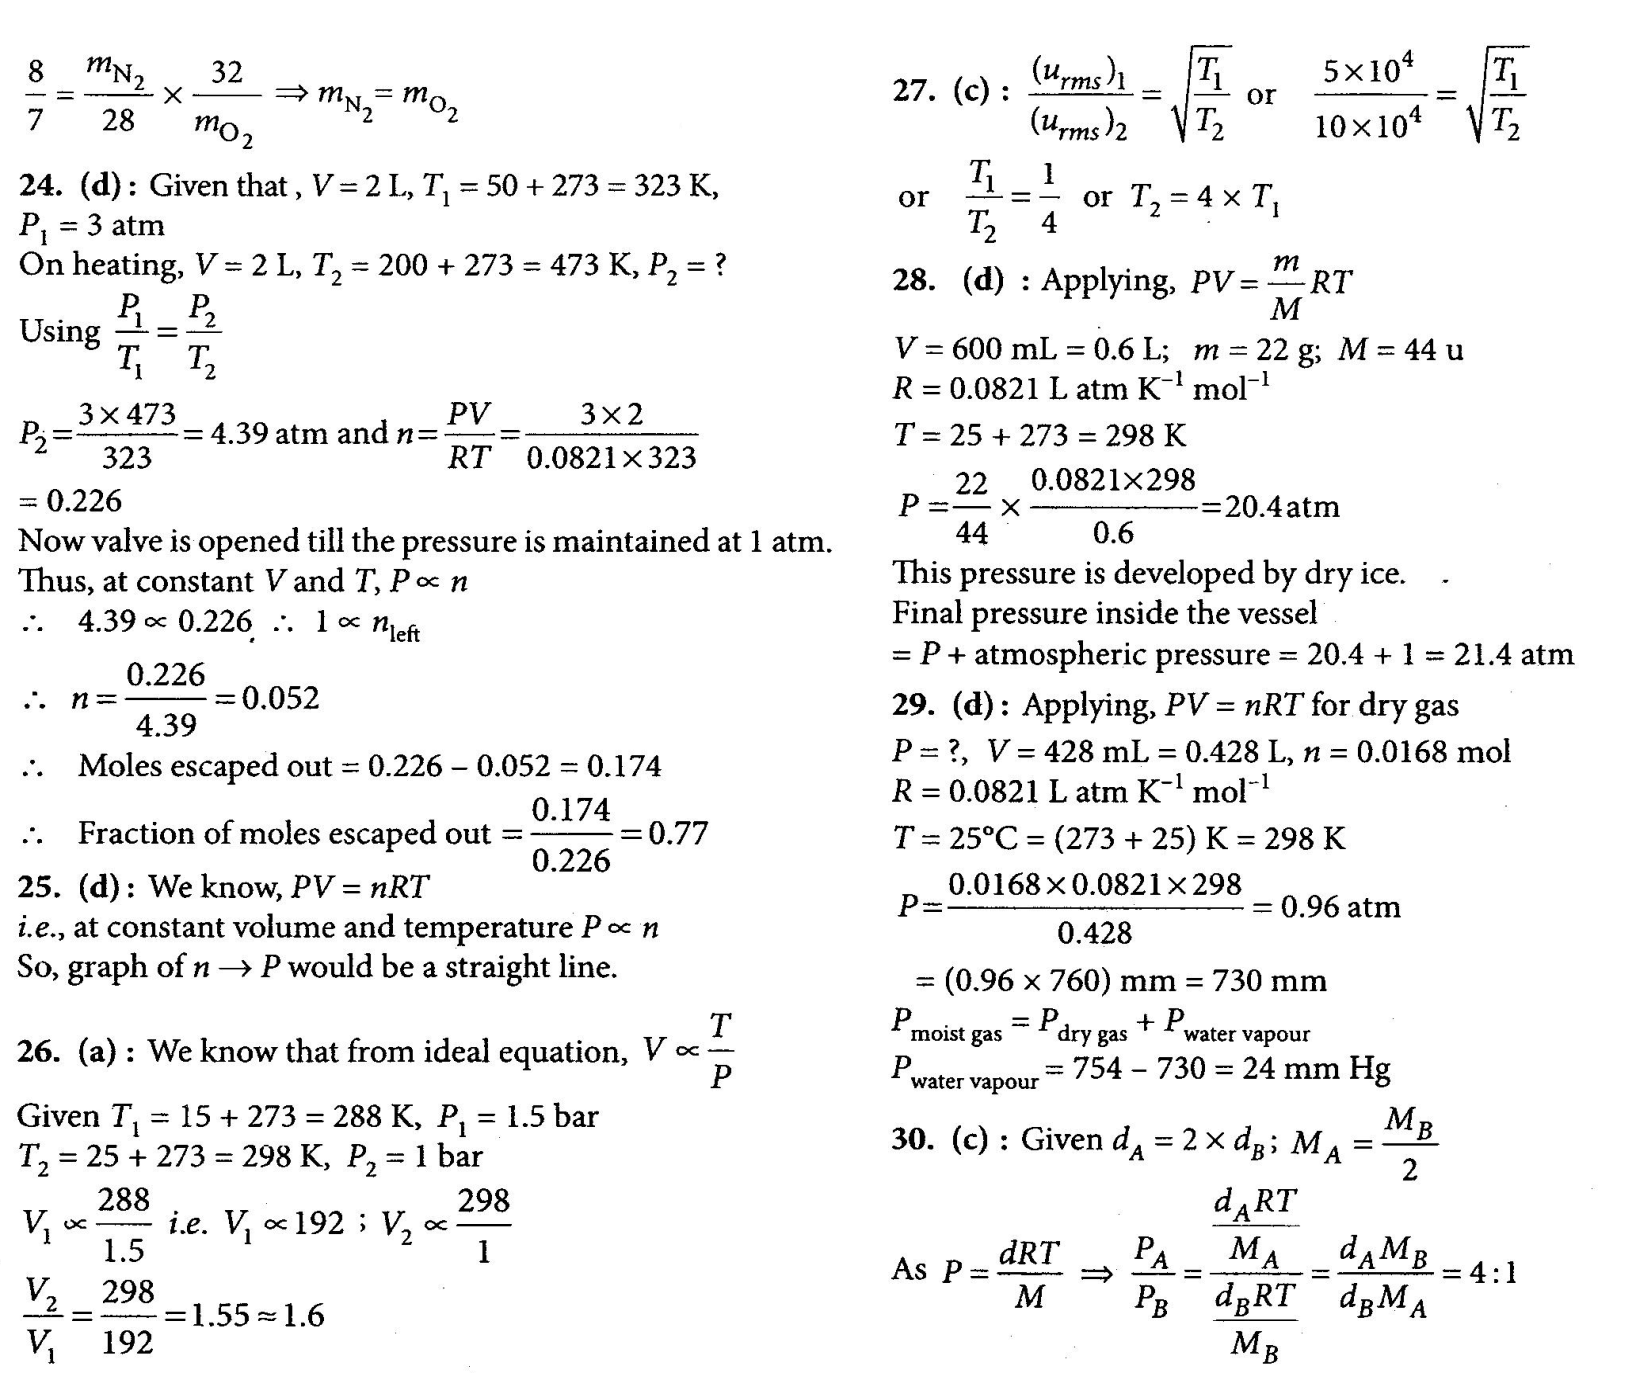 8/7 = m_N₂/28 × 32/m_O₂ ⇒ m_N₂ = m_O₂
24. (d) : Given that , V = 2 L, T₁ = 50 + 273 = 323 K,
P₁ = 3 atm
On heating, V = 2 L, T₂ = 200 + 273 = 473 K, P₂ = ?
Using P₁/T₁ = P₂/T₂
P₂ = (3×473)/323 = 4.39 atm and n = PV/RT = (3×2)/(0.0821×323)
= 0.226
Now valve is opened till the pressure is maintained at 1 atm.
Thus, at constant V and T, P ∝ n
∴ 4.39 ∝ 0.226 ∴ 1 ∝ n_left
∴ n = 0.226/4.39 = 0.052
∴ Moles escaped out = 0.226 – 0.052 = 0.174
∴ Fraction of moles escaped out = 0.174/0.226 = 0.77
25. (d) : We know, PV = nRT
i.e., at constant volume and temperature P ∝ n
So, graph of n → P would be a straight line.
26. (a) : We know that from ideal equation, V ∝ T/P
Given T₁ = 15 + 273 = 288 K, P₁ = 1.5 bar
T₂ = 25 + 273 = 298 K, P₂ = 1 bar
V₁ ∝ 288/1.5 i.e. V₁ ∝ 192 ; V₂ ∝ 298/1
V₂/V₁ = 298/192 = 1.55 ≈ 1.6
27. (c) : (u_rms)₁/(u_rms)₂ = √(T₁/T₂) or (5×10⁴)/(10×10⁴) = √(T₁/T₂)
or T₁/T₂ = 1/4 or T₂ = 4 × T₁
28. (d) : Applying, PV = m/M RT
V = 600 mL = 0.6 L; m = 22 g; M = 44 u
R = 0.0821 L atm K⁻¹ mol⁻¹
T = 25 + 273 = 298 K
P = 22/44 × (0.0821×298)/0.6 = 20.4 atm
This pressure is developed by dry ice.
Final pressure inside the vessel
= P + atmospheric pressure = 20.4 + 1 = 21.4 atm
29. (d) : Applying, PV = nRT for dry gas
P = ?, V = 428 mL = 0.428 L, n = 0.0168 mol
R = 0.0821 L atm K⁻¹ mol⁻¹
T = 25°C = (273 + 25) K = 298 K
P = (0.0168×0.0821×298)/0.428 = 0.96 atm
= (0.96 × 760) mm = 730 mm
P_moist gas = P_dry gas + P_water vapour
P_water vapour = 754 – 730 = 24 mm Hg
30. (c) : Given d_A = 2 × d_B; M_A = M_B/2
As P = dRT/M ⇒ P_A/P_B = (d_A RT/M_A)/(d_B RT/M_B) = d_A M_B/d_B M_A = 4 : 1